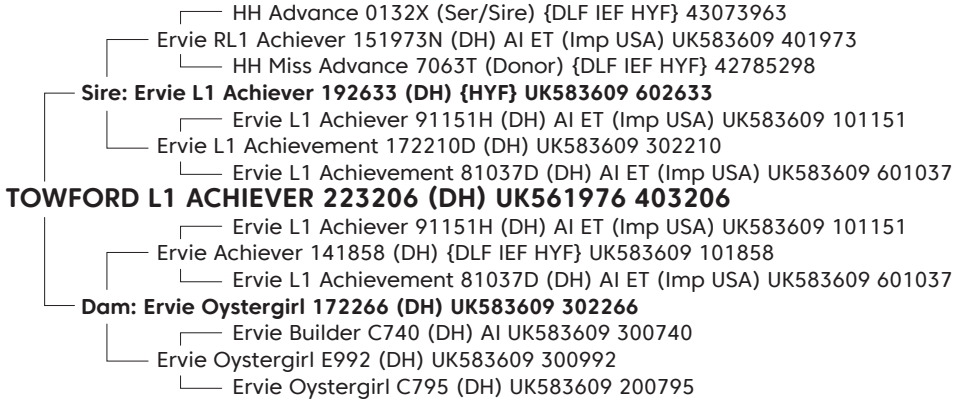 HH Advance 0132X (Ser/Sire) {DLF IEF HYF} 43073963
Ervie RL1 Achiever 151973N (DH) AI ET (Imp USA) UK583609 401973
HH Miss Advance 7063T (Donor) {DLF IEF HYF} 42785298
Sire: Ervie L1 Achiever 192633 (DH) {HYF} UK583609 602633
Ervie L1 Achiever 91151H (DH) AI ET (Imp USA) UK583609 101151
Ervie L1 Achievement 172210D (DH) UK583609 302210
Ervie L1 Achievement 81037D (DH) AI ET (Imp USA) UK583609 601037
TOWFORD L1 ACHIEVER 223206 (DH) UK561976 403206
Ervie L1 Achiever 91151H (DH) AI ET (Imp USA) UK583609 101151
Ervie Achiever 141858 (DH) {DLF IEF HYF} UK583609 101858
Ervie L1 Achievement 81037D (DH) AI ET (Imp USA) UK583609 601037
Dam: Ervie Oystergirl 172266 (DH) UK583609 302266
Ervie Builder C740 (DH) AI UK583609 300740
Ervie Oystergirl E992 (DH) UK583609 300992
Ervie Oystergirl C795 (DH) UK583609 200795